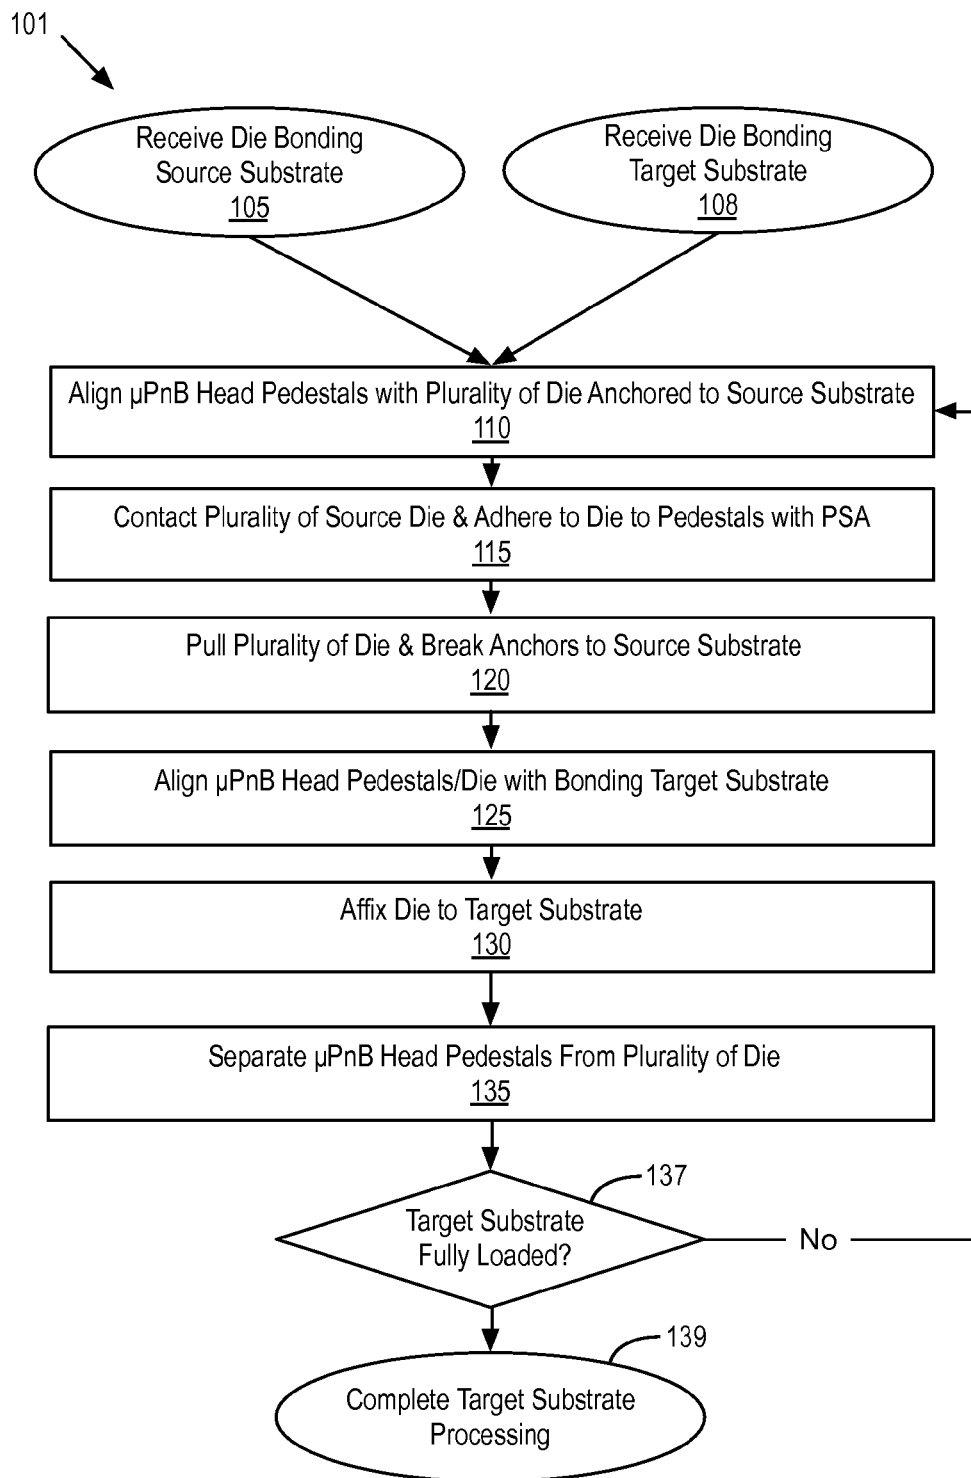 101
Receive Die Bonding
Source Substrate
105
Receive Die Bonding
Target Substrate
108
Align µPnB Head Pedestals with Plurality of Die Anchored to Source Substrate
110
Contact Plurality of Source Die & Adhere to Die to Pedestals with PSA
115
Pull Plurality of Die & Break Anchors to Source Substrate
120
Align µPnB Head Pedestals/Die with Bonding Target Substrate
125
Affix Die to Target Substrate
130
Separate µPnB Head Pedestals From Plurality of Die
135
137
Target Substrate
Fully Loaded?
No
139
Complete Target Substrate
Processing